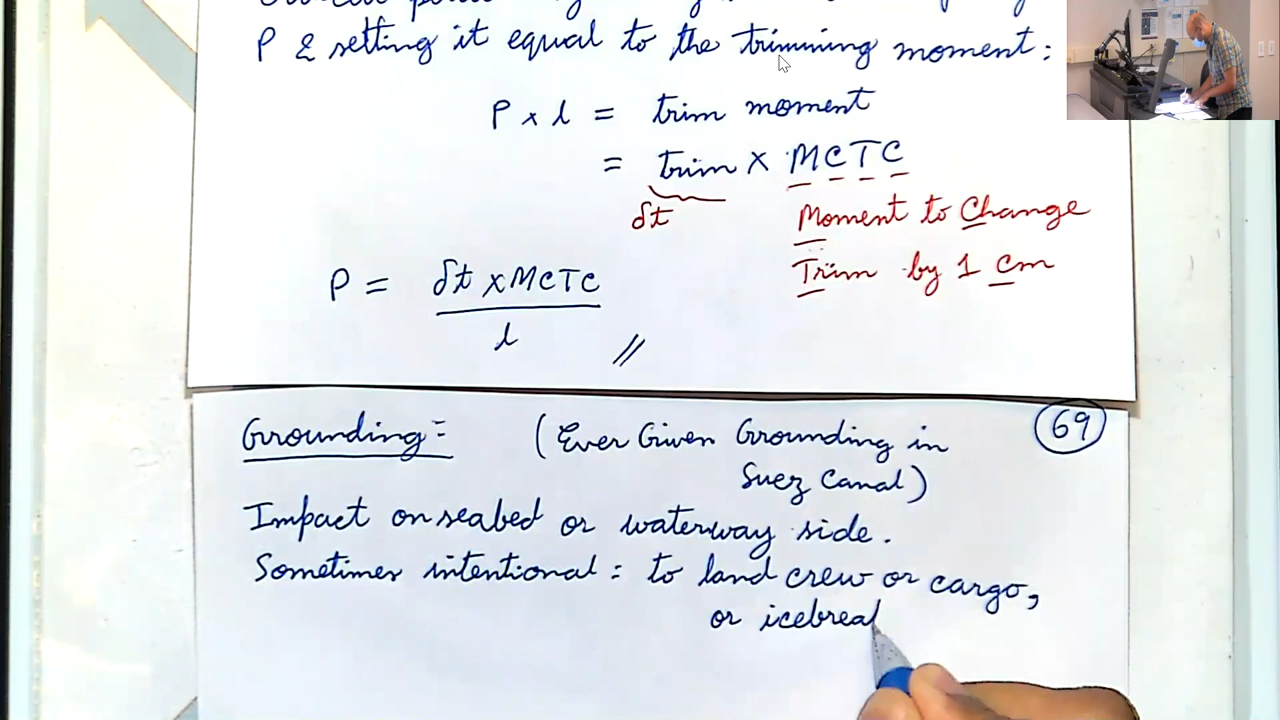 P & setting it equal to the trimming moment :
P x l = trim moment
= trim x MCTC
δt
Moment to Change
Trim by 1 cm
P = δt x MCTC
l
//
Grounding : (Ever Given Grounding in
Suez Canal)
69
Impact on seabed or waterway side.
Sometimes intentional : to land crew or cargo,
or icebreak